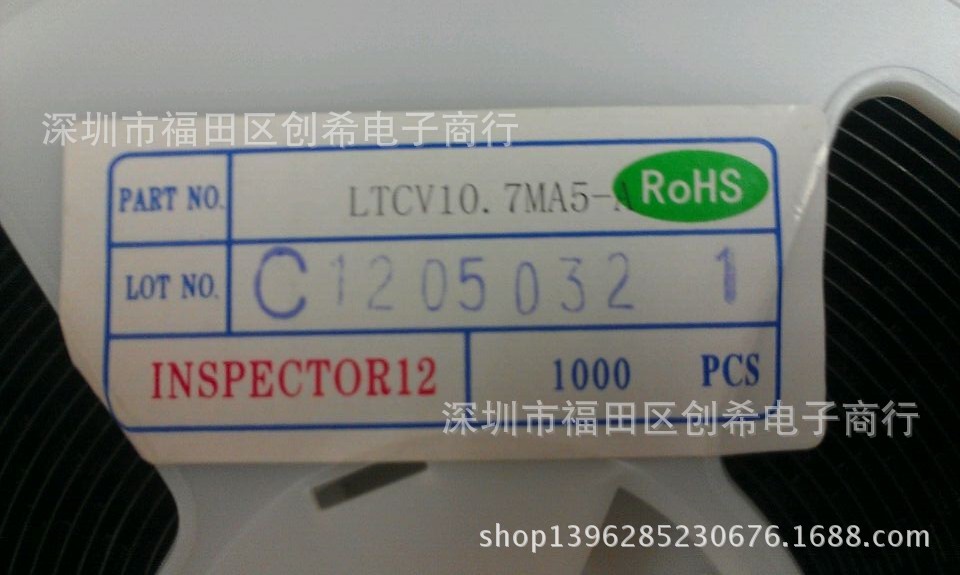 深圳市福田区创希电子商行
PART NO. LTCV10.7MA5-A RoHS
LOT NO. C1205032 1
INSPECTOR12 1000 PCS
深圳市福田区创希电子商行
shop1396285230676.1688.com